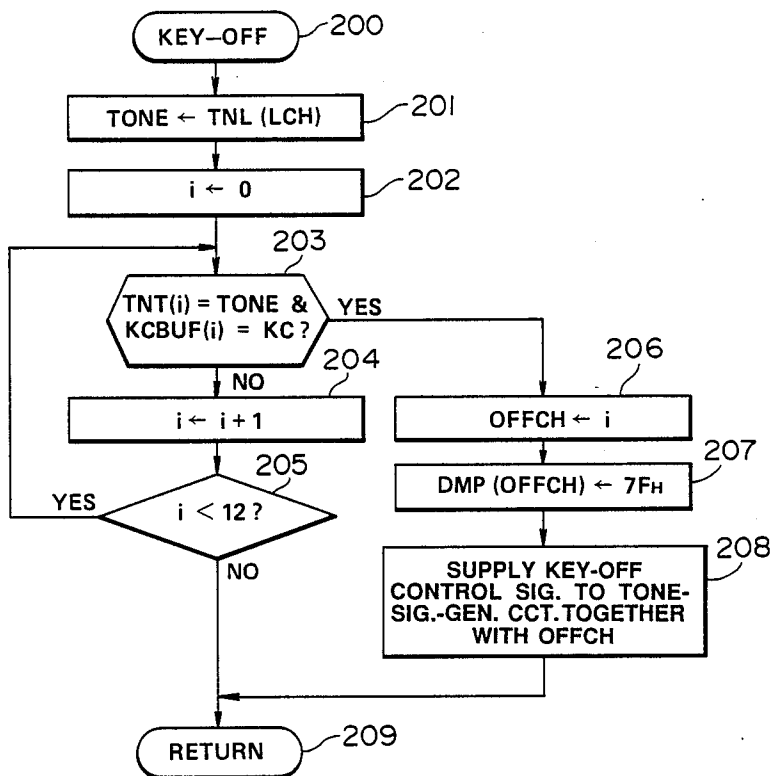 KEY-OFF
200
TONE ← TNL (LCH)
201
i ← 0
202
203
TNT(i) = TONE &
KCBUF(i) = KC?
YES
NO
204
i ← i+1
205
i < 12?
YES
NO
206
OFFCH ← i
207
DMP (OFFCH) ← 7FH
208
SUPPLY KEY-OFF
CONTROL SIG. TO TONE-
SIG.-GEN. CCT. TOGETHER
WITH OFFCH
RETURN
209